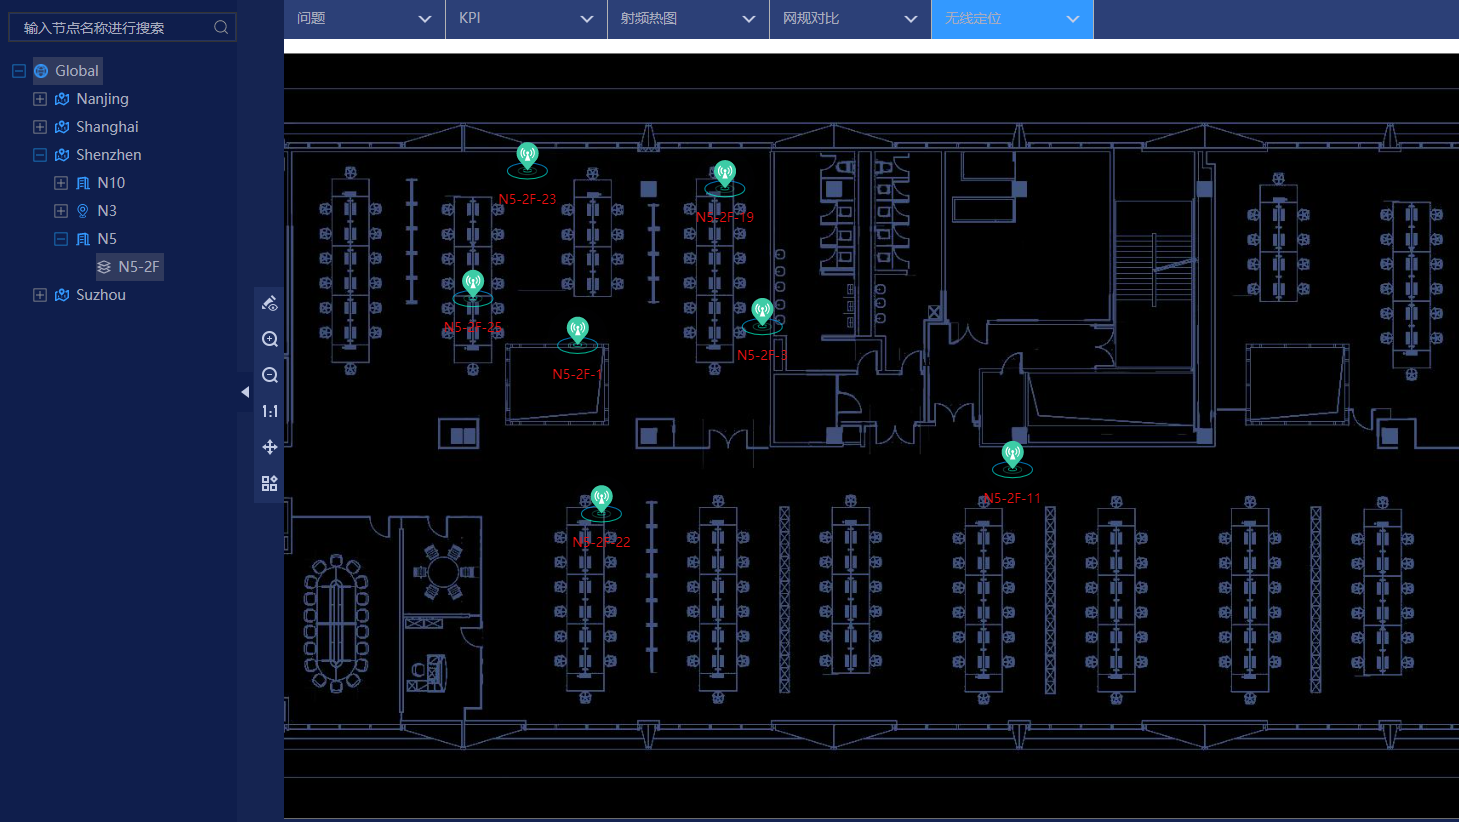 输入节点名称进行搜索
问题
KPI
射频热图
网规对比
无线定位
Global
Nanjing
Shanghai
Shenzhen
N10
N3
N5
N5-2F
Suzhou
1:1
N5-2F-23
N5-2F-19
N5-2F-25
N5-2F-1
N5-2F-11
N5-2F-22